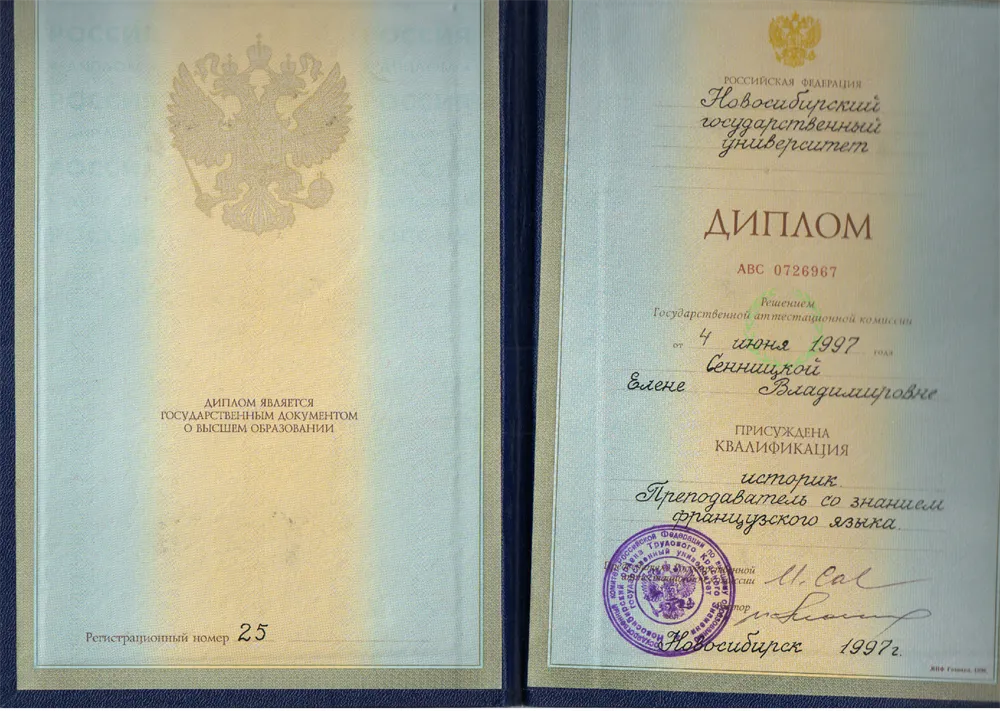 ДИПЛОМ ЯВЛЯЕТСЯ
ГОСУДАРСТВЕННЫМ ДОКУМЕНТОМ
О ВЫСШЕМ ОБРАЗОВАНИИ
Регистрационный номер 25
РОССИЙСКАЯ ФЕДЕРАЦИЯ
Новосибирский
государственный
университет
ДИПЛОМ
АВС 0726967
Решением
Государственной аттестационной комиссии
от 4 июня 1997 года
Сенницкой
Елене Владимировне
ПРИСУЖДЕНА
КВАЛИФИКАЦИЯ
историк.
Преподаватель со знанием
французского языка.
Новосибирск 1997г.